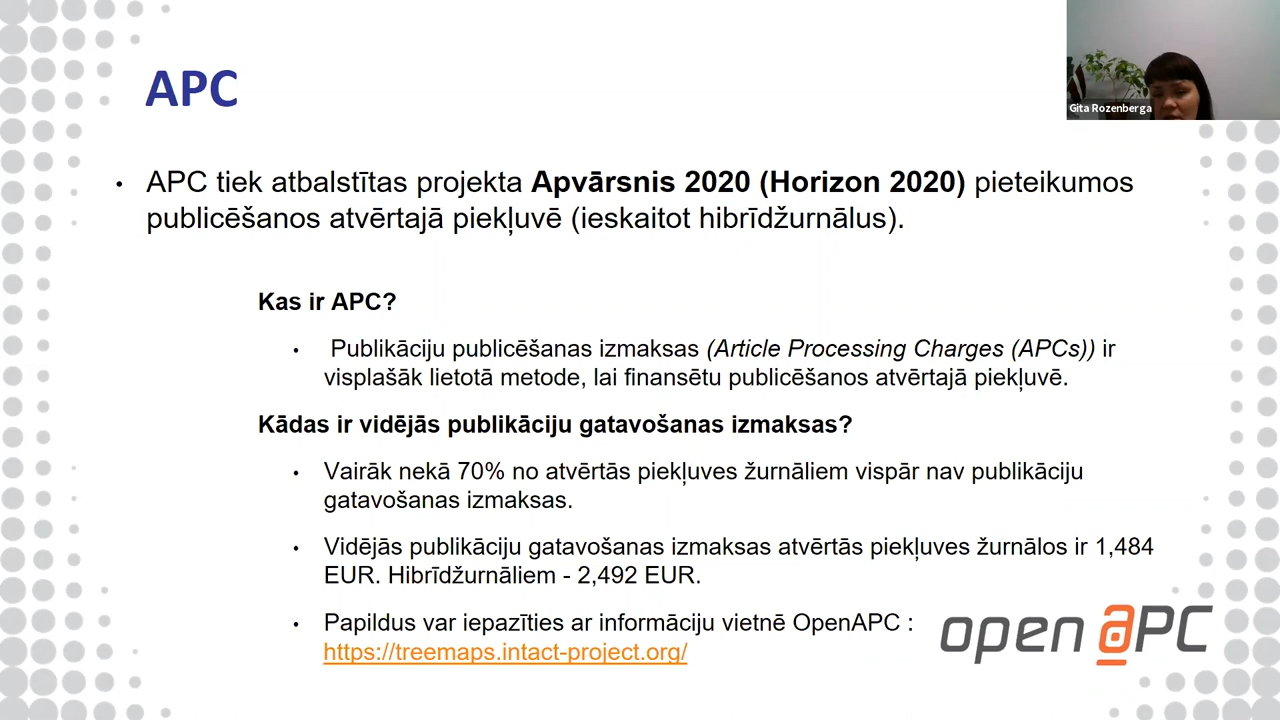 APC
Gita Rozenberga
• APC tiek atbalstītas projekta Apvārsnis 2020 (Horizon 2020) pieteikumos
publicēšanos atvērtajā piekļuvē (ieskaitot hibrīdžurnālus).
Kas ir APC?
• Publikāciju publicēšanas izmaksas (Article Processing Charges (APCs)) ir
visplašāk lietotā metode, lai finansētu publicēšanos atvērtajā piekļuvē.
Kādas ir vidējās publikāciju gatavošanas izmaksas?
• Vairāk nekā 70% no atvērtās piekļuves žurnāliem vispār nav publikāciju
gatavošanas izmaksas.
• Vidējās publikāciju gatavošanas izmaksas atvērtās piekļuves žurnālos ir 1,484
EUR. Hibrīdžurnāliem - 2,492 EUR.
• Papildus var iepazīties ar informāciju vietnē OpenAPC :
https://treemaps.intact-project.org/
open aPC